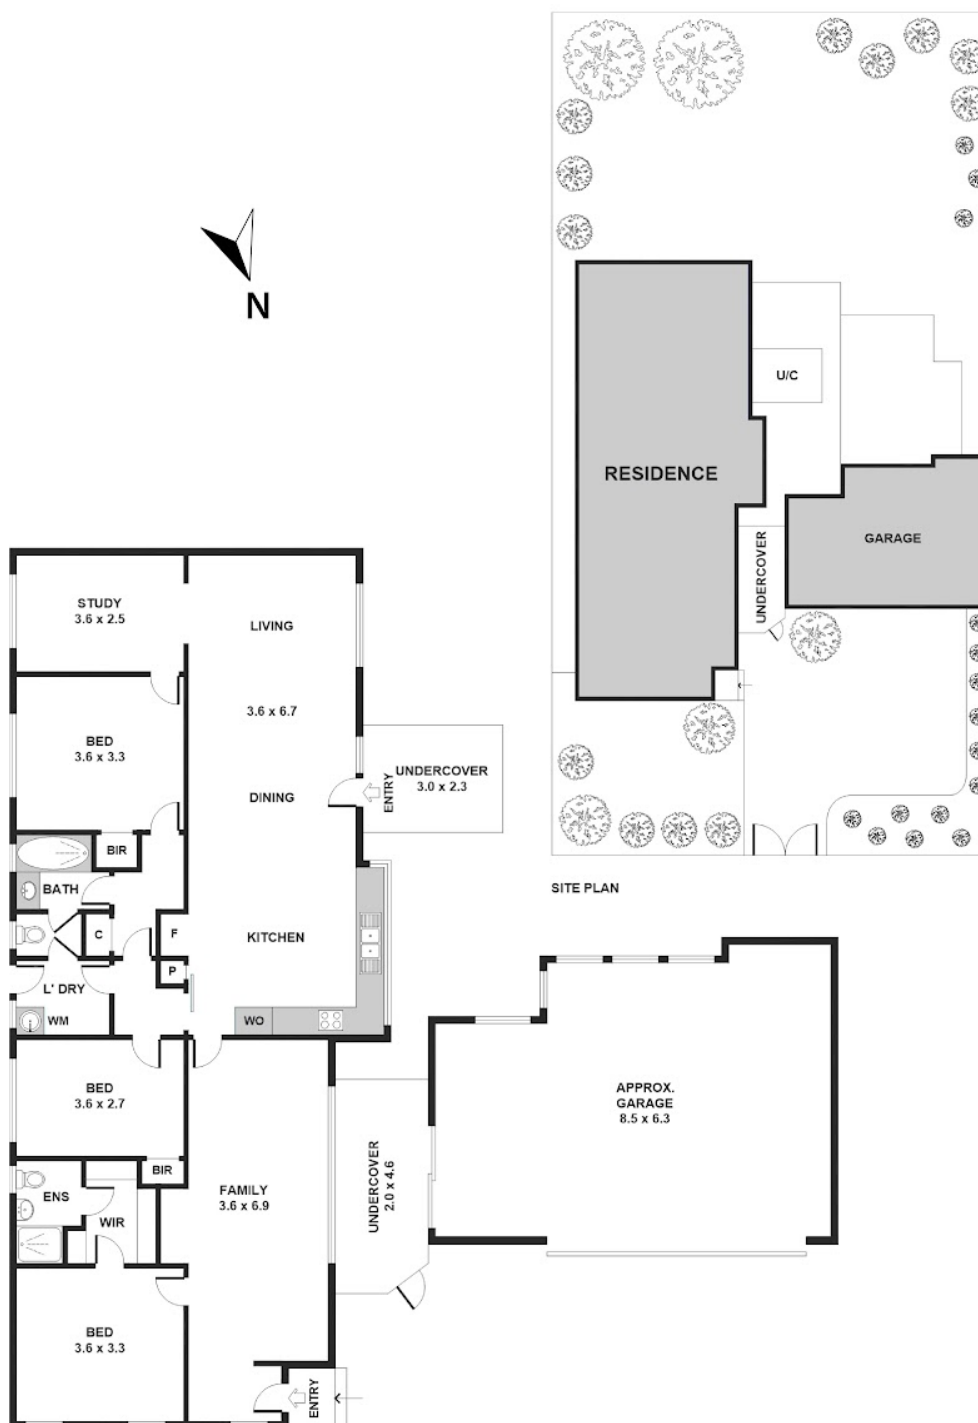 N
U/C
RESIDENCE
GARAGE
UNDERCOVER
SITE PLAN
STUDY
3.6 x 2.5
LIVING
3.6 x 6.7
BED
3.6 x 3.3
DINING
UNDERCOVER
3.0 x 2.3
ENTRY
BIR
BATH
C
F
KITCHEN
P
L' DRY
WM
WO
BED
3.6 x 2.7
BIR
ENS
WIR
FAMILY
3.6 x 6.9
UNDERCOVER
2.0 x 4.6
APPROX.
GARAGE
8.5 x 6.3
BED
3.6 x 3.3
ENTRY